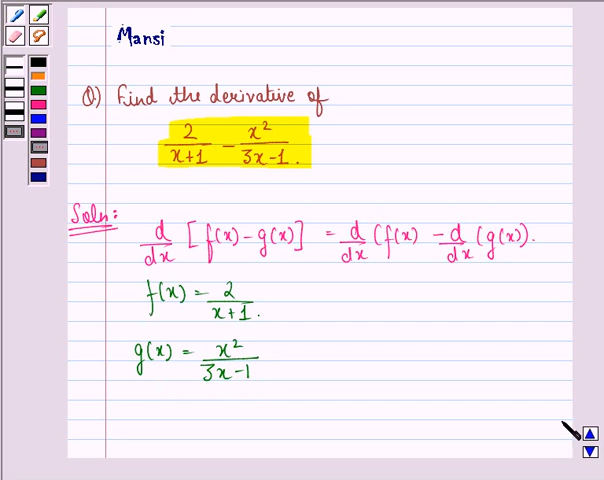 Mansi
Q) Find the derivative of
2/(x+1) - x²/(3x-1).
Soln:
d/dx [f(x) - g(x)] = d/dx (f(x) - d/dx (g(x)).
f(x) = 2/(x+1).
g(x) = x²/(3x-1)